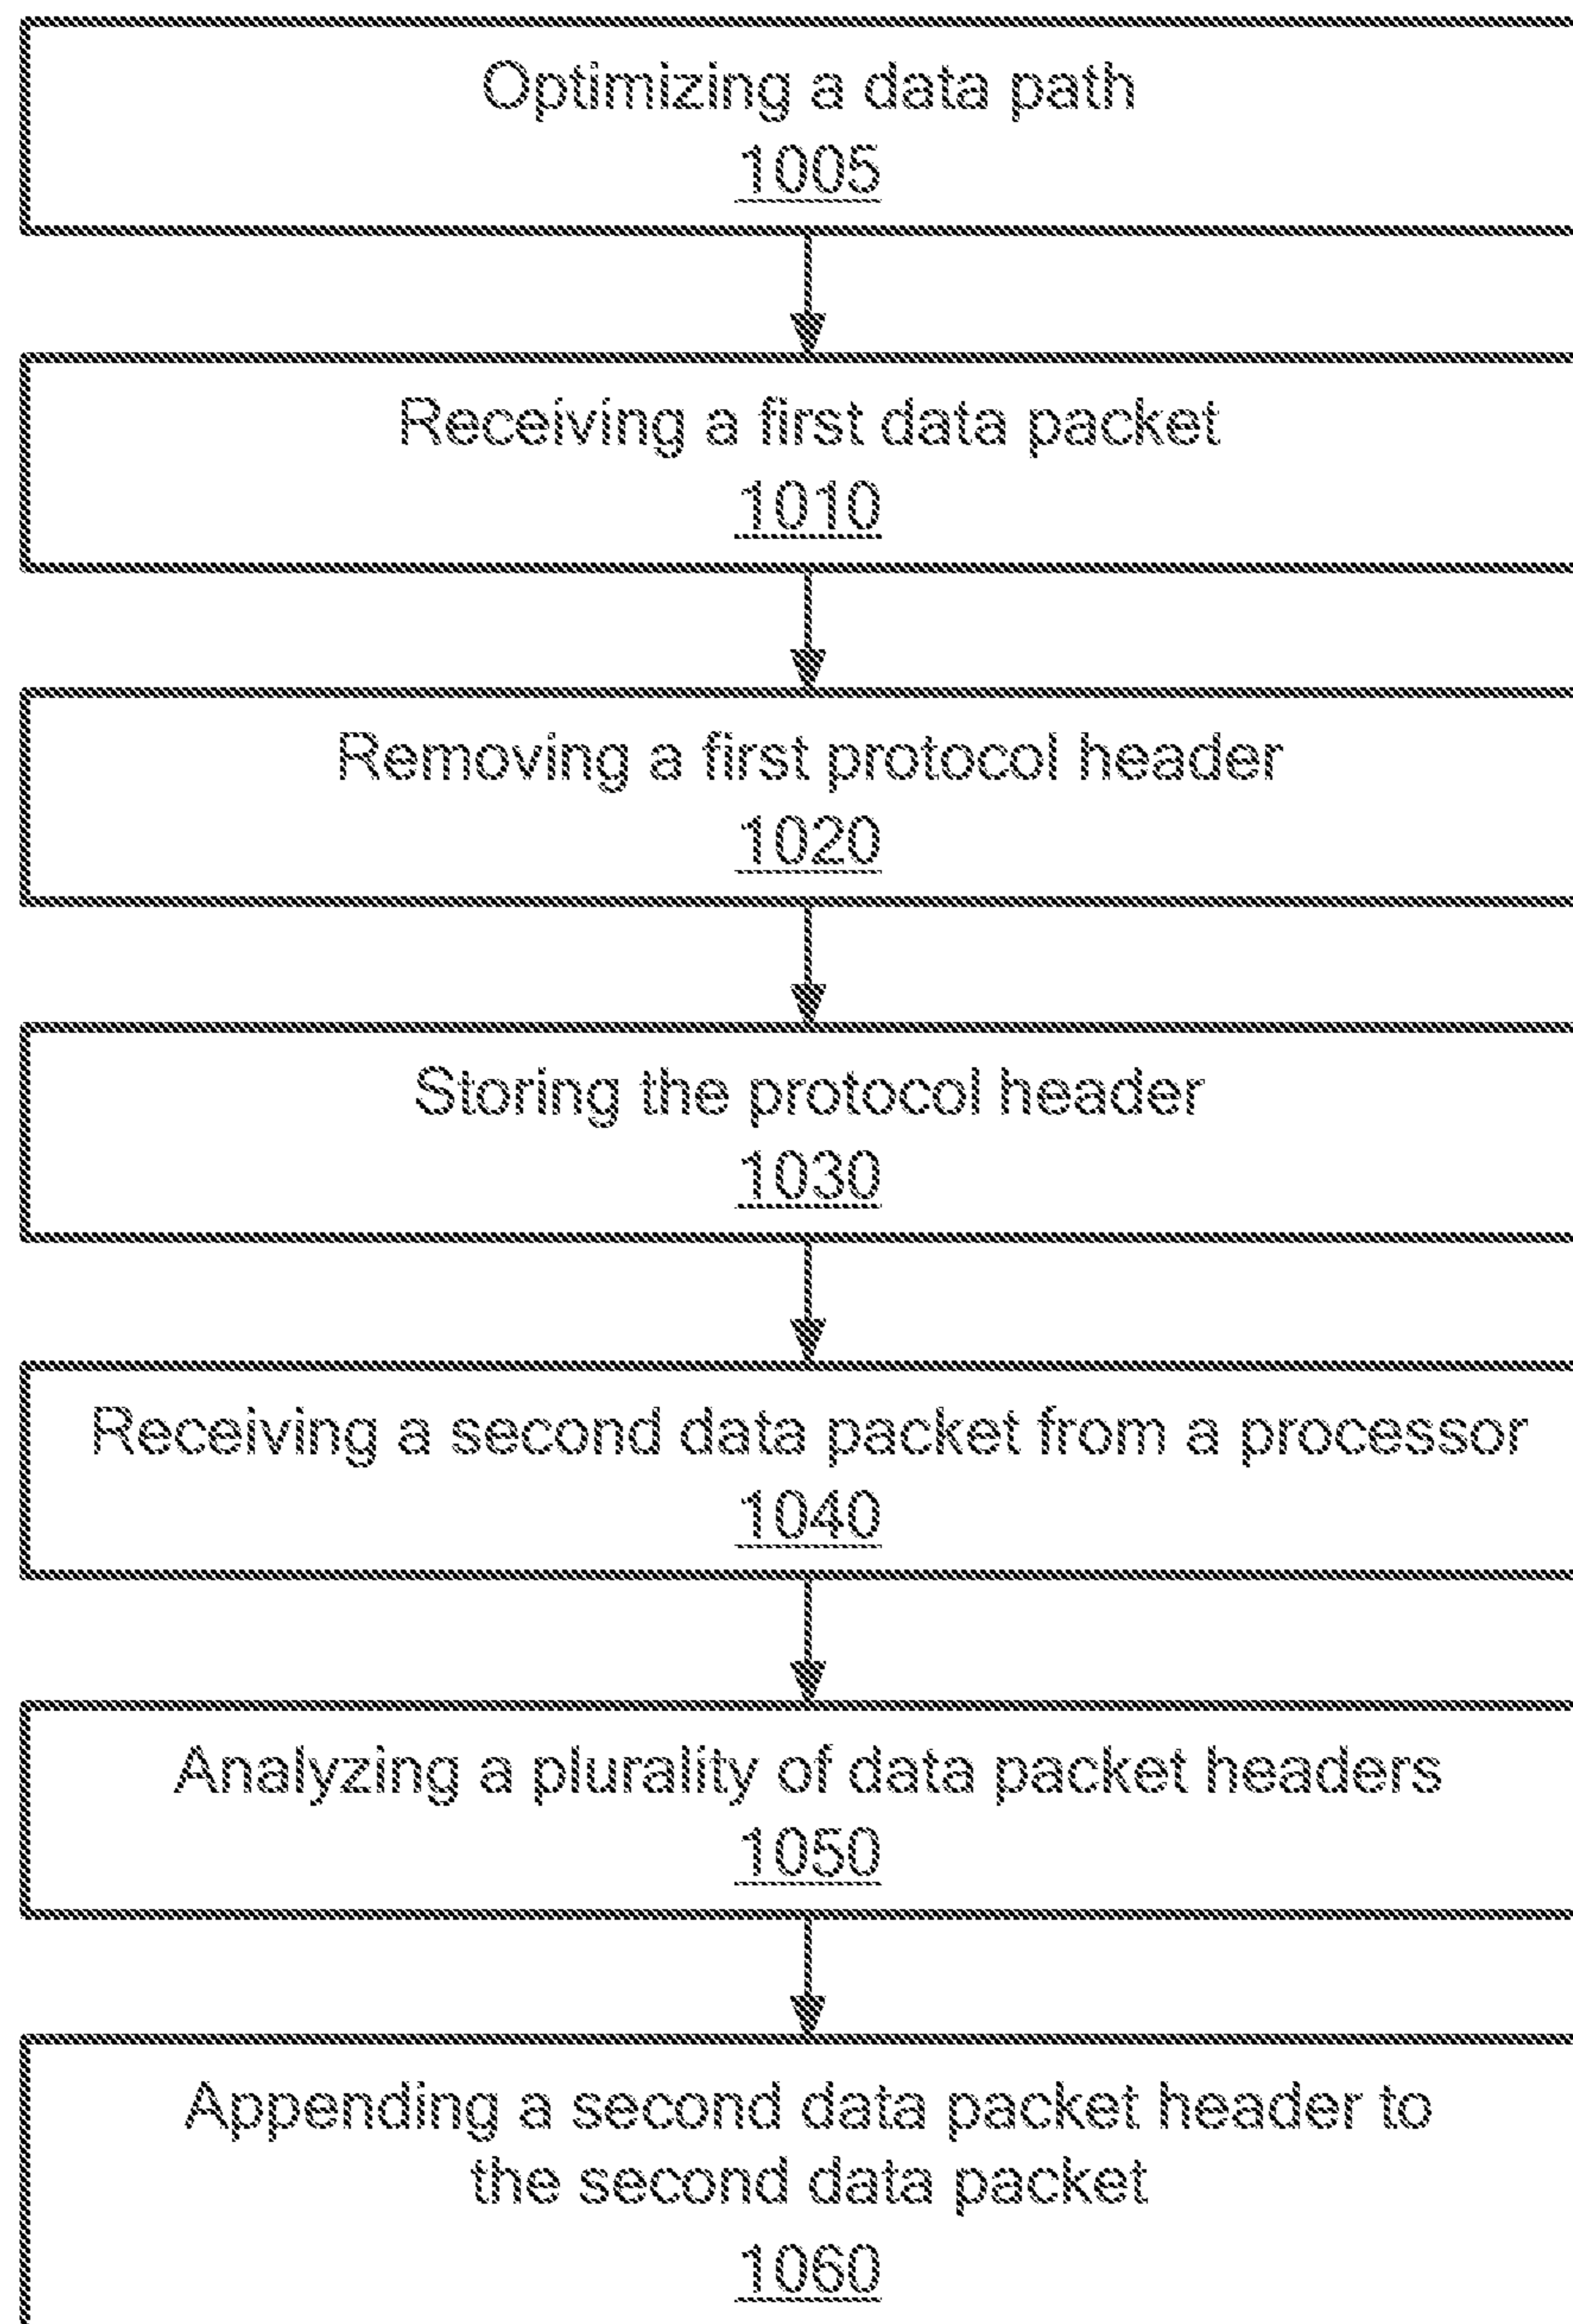 Optimizing a data path
1005
Receiving a first data packet
1010
Removing a first protocol header
1020
Storing the protocol header
1030
Receiving a second data packet from a processor
1040
Analyzing a plurality of data packet headers
1050
Appending a second data packet header to
the second data packet
1060